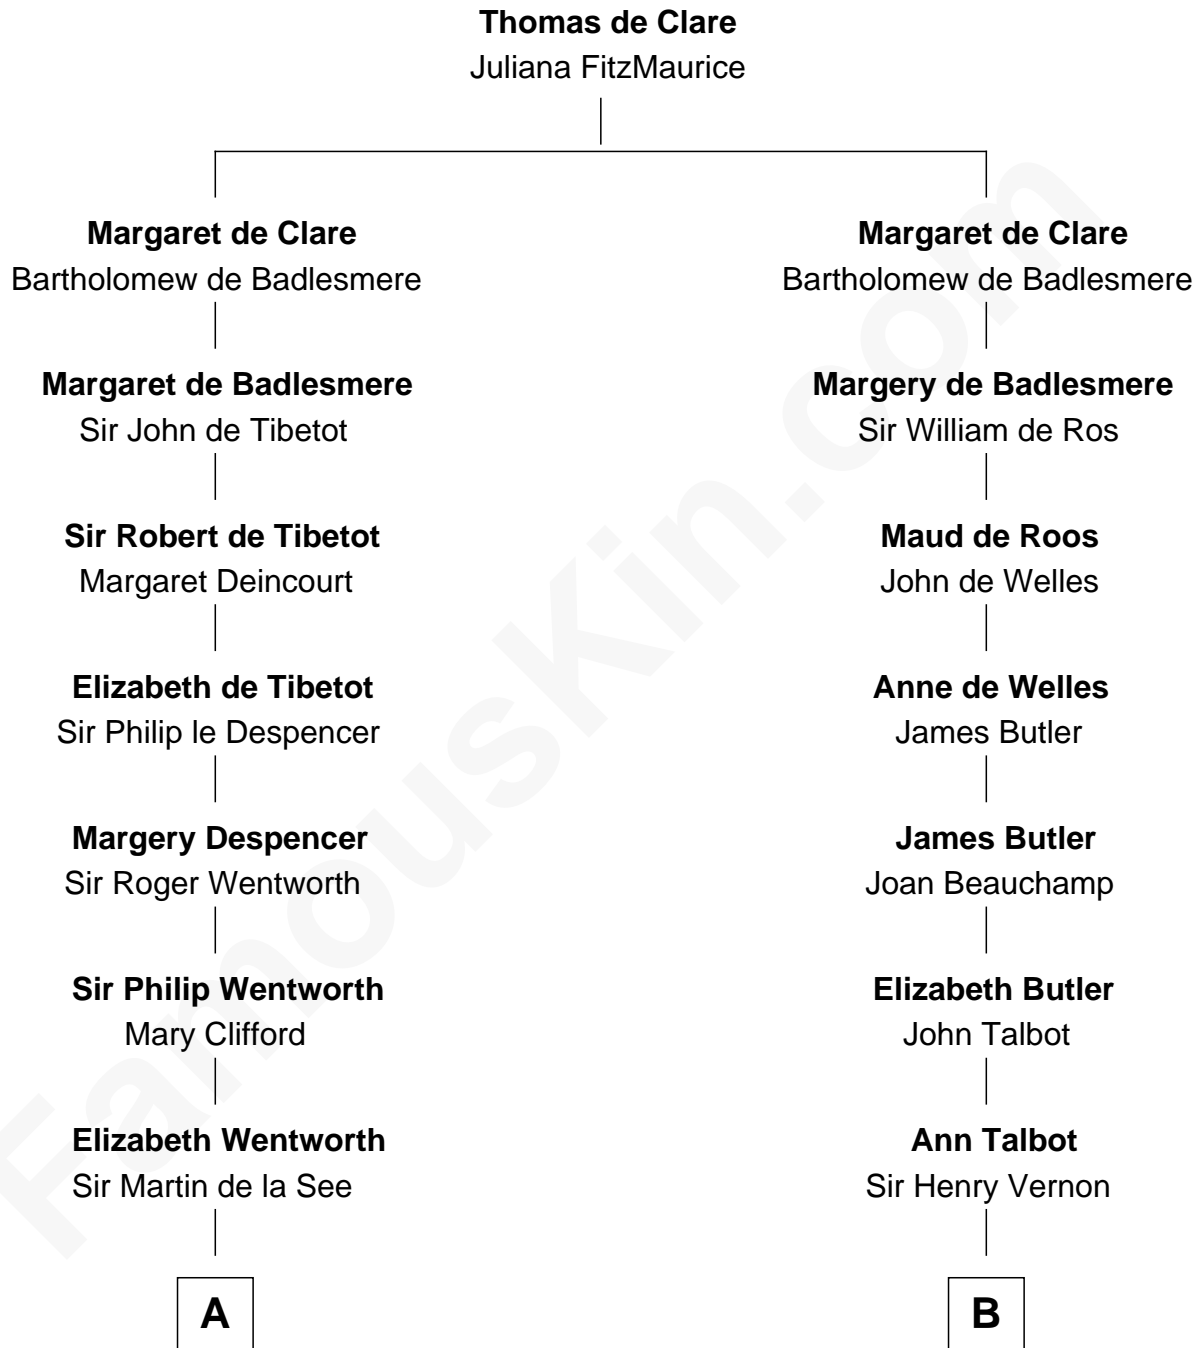 Thomas de Clare
Juliana FitzMaurice
Margaret de Clare
Bartholomew de Badlesmere
Margaret de Badlesmere
Sir John de Tibetot
Sir Robert de Tibetot
Margaret Deincourt
Elizabeth de Tibetot
Sir Philip le Despencer
Margery Despencer
Sir Roger Wentworth
Sir Philip Wentworth
Mary Clifford
Elizabeth Wentworth
Sir Martin de la See
A
Margaret de Clare
Bartholomew de Badlesmere
Margery de Badlesmere
Sir William de Ros
Maud de Roos
John de Welles
Anne de Welles
James Butler
James Butler
Joan Beauchamp
Elizabeth Butler
John Talbot
Ann Talbot
Sir Henry Vernon
B
FamousKin.com